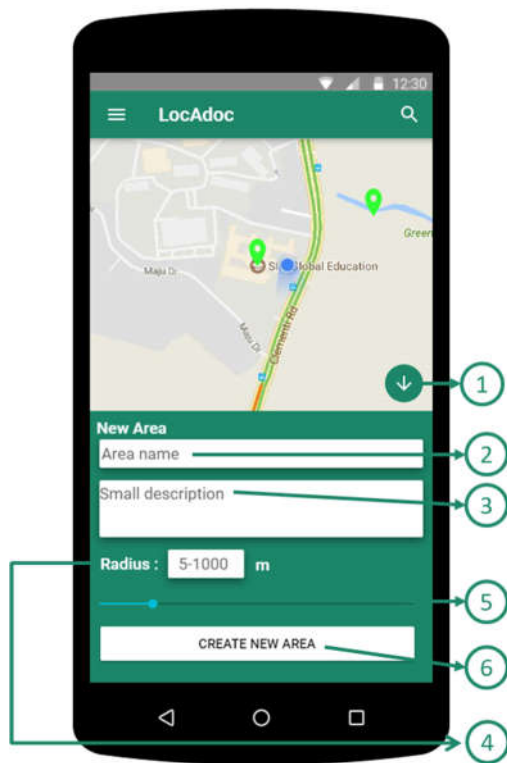 12:30
LocAdoc
Maju Dr
Global Education
Green
Maju Dr
Clementi Rd
1
New Area
Area name
2
Small description
3
Radius : 5-1000 m
5
CREATE NEW AREA
6
4